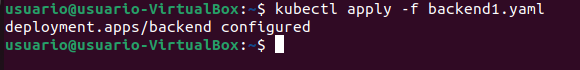 usuario@usuario-VirtualBox:~$ kubectl apply -f backend1.yaml
deployment.apps/backend configured
usuario@usuario-VirtualBox:~$